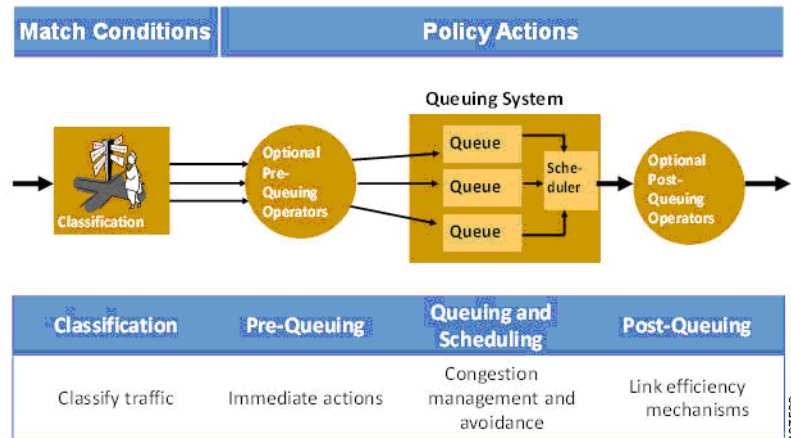 Match Conditions
Policy Actions
Queuing System
Classification
Optional
Pre-
Queuing
Operators
Queue
Queue
Queue
Sche-
duler
Optional
Post-
Queuing
Operators
Classification
Pre-Queuing
Queuing and
Scheduling
Post-Queuing
Classify traffic
Immediate actions
Congestion
management and
avoidance
Link efficiency
mechanisms